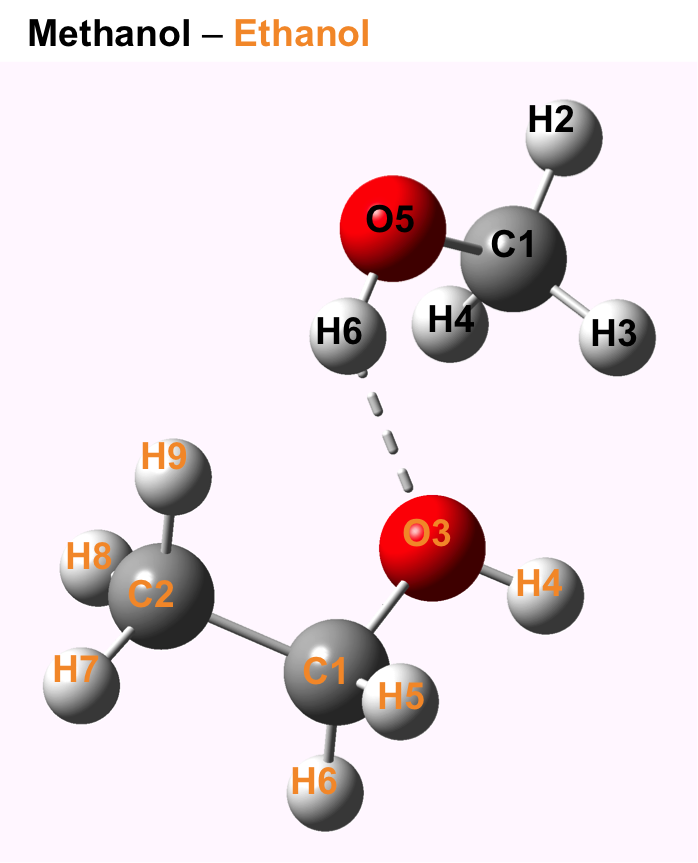 Methanol – Ethanol
H2
O5
C1
H6
H4
H3
H9
O3
H8
C2
H4
H7
C1
H5
H6